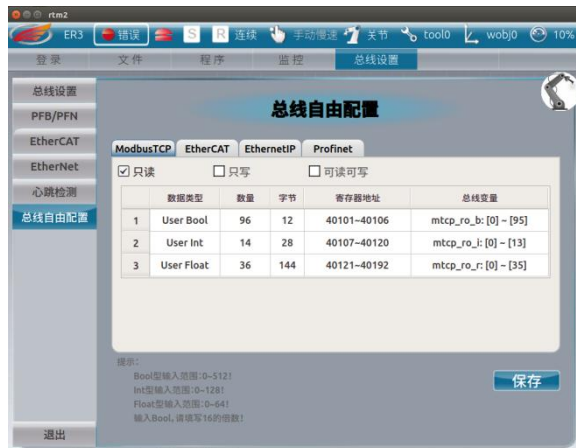 rtm2
ER3 错误 S R 连续 手动慢速 关节 tool0 wobj0 10%
登录 文件 程序 监控 总线设置
总线设置
PFB/PFN
EtherCAT
EtherNet
心跳检测
总线自由配置
退出
总线自由配置
ModbusTCP EtherCAT EthernetIP Profinet
只读 只写 可读可写
数据类型 数量 字节 寄存器地址 总线变量
1 User Bool 96 12 40101~40106 mtcp_ro_b: [0] ~ [95]
2 User Int 14 28 40107~40120 mtcp_ro_i: [0] ~ [13]
3 User Float 36 144 40121~40192 mtcp_ro_r: [0] ~ [35]
提示:
Bool型输入范围:0~512!
Int型输入范围:0~128!
Float型输入范围:0~64!
输入Bool, 请填写16的倍数!
保存